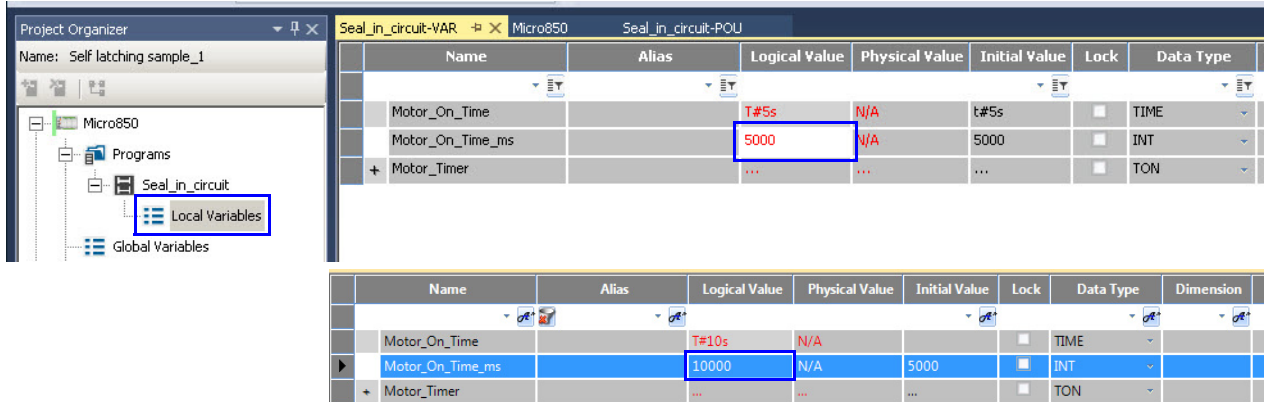 Project Organizer
Name: Self latching sample_1
Micro850
Programs
Seal_in_circuit
Local Variables
Global Variables
Seal_in_circuit-VAR Micro850 Seal_in_circuit-POU
Name Alias Logical Value Physical Value Initial Value Lock Data Type
Motor_On_Time T#5s N/A t#5s TIME
Motor_On_Time_ms 5000 N/A 5000 INT
+ Motor_Timer ... ... ... TON
Name Alias Logical Value Physical Value Initial Value Lock Data Type Dimension
Motor_On_Time T#10s N/A TIME
Motor_On_Time_ms 10000 N/A 5000 INT
+ Motor_Timer ... ... ... TON